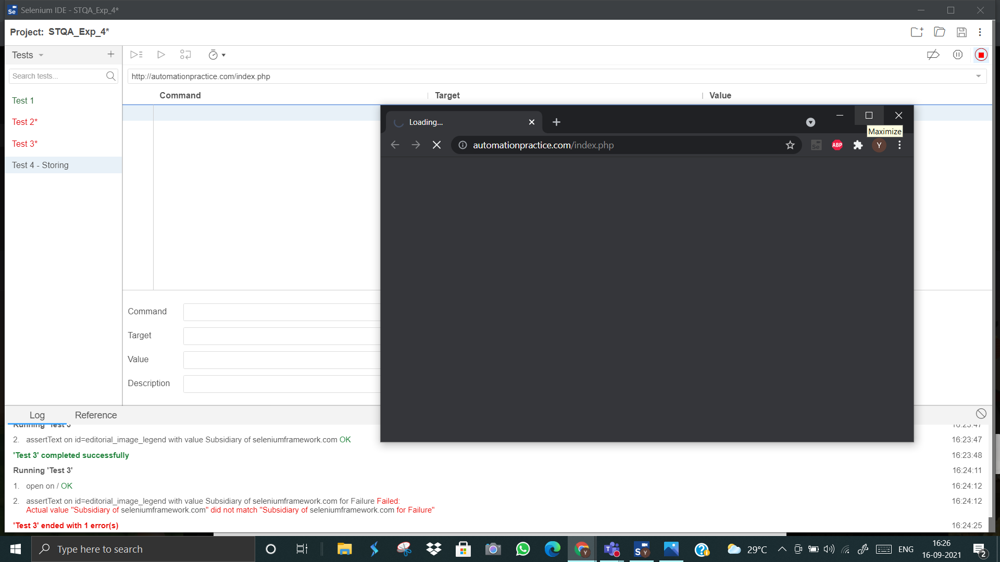 Selenium IDE - STQA_Exp_4*
Project: STQA_Exp_4*
Tests
Search tests...
http://automationpractice.com/index.php
Command Target Value
Test 1
Test 2*
Test 3*
Test 4 - Storing
Loading...
Maximize
automationpractice.com/index.php
Se
ABP
Y
Command
Target
Value
Description
Log Reference
Running 'Test 3' 16:23:47
2. assertText on id=editorial_image_legend with value Subsidiary of seleniumframework.com OK 16:23:47
'Test 3' completed successfully 16:23:48
Running 'Test 3' 16:24:11
1. open on / OK 16:24:12
2. assertText on id=editorial_image_legend with value Subsidiary of seleniumframework.com for Failure Failed: 16:24:12
Actual value "Subsidiary of seleniumframework.com" did not match "Subsidiary of seleniumframework.com for Failure"
'Test 3' ended with 1 error(s) 16:24:25
Type here to search
29°C
ENG
16:26
16-09-2021
2